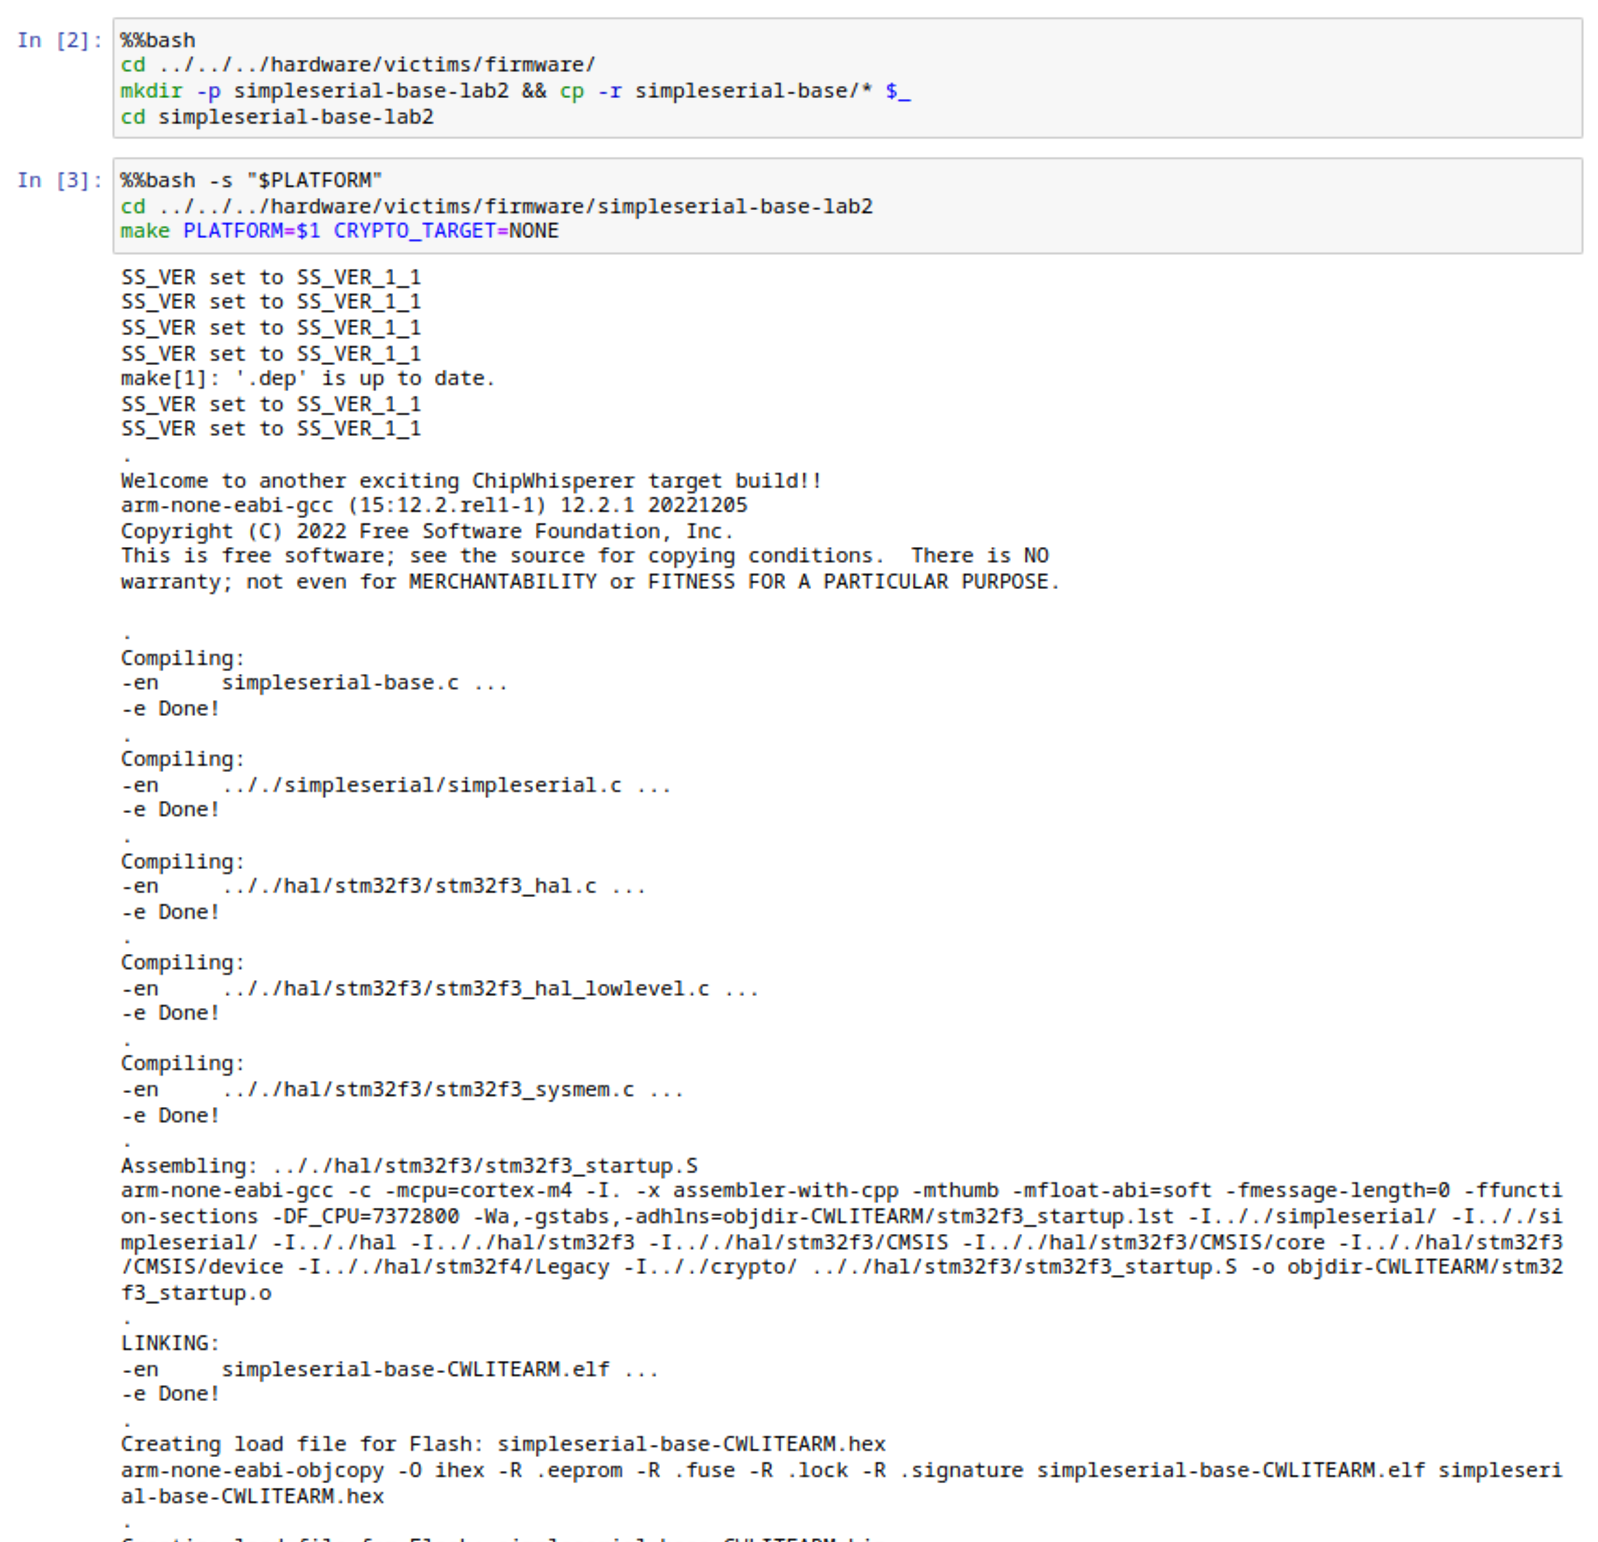 In [2]: %%bash
cd ../../../hardware/victims/firmware/
mkdir -p simpleserial-base-lab2 && cp -r simpleserial-base/* $_
cd simpleserial-base-lab2
In [3]: %%bash -s "$PLATFORM"
cd ../../../hardware/victims/firmware/simpleserial-base-lab2
make PLATFORM=$1 CRYPTO_TARGET=NONE
SS_VER set to SS_VER_1_1
SS_VER set to SS_VER_1_1
SS_VER set to SS_VER_1_1
SS_VER set to SS_VER_1_1
make[1]: '.dep' is up to date.
SS_VER set to SS_VER_1_1
SS_VER set to SS_VER_1_1
.
Welcome to another exciting ChipWhisperer target build!!
arm-none-eabi-gcc (15:12.2.rel1-1) 12.2.1 20221205
Copyright (C) 2022 Free Software Foundation, Inc.
This is free software; see the source for copying conditions.  There is NO
warranty; not even for MERCHANTABILITY or FITNESS FOR A PARTICULAR PURPOSE.
.
Compiling:
-en     simpleserial-base.c ...
-e Done!
.
Compiling:
-en     .././simpleserial/simpleserial.c ...
-e Done!
.
Compiling:
-en     .././hal/stm32f3/stm32f3_hal.c ...
-e Done!
.
Compiling:
-en     .././hal/stm32f3/stm32f3_hal_lowlevel.c ...
-e Done!
.
Compiling:
-en     .././hal/stm32f3/stm32f3_sysmem.c ...
-e Done!
.
Assembling: .././hal/stm32f3/stm32f3_startup.S
arm-none-eabi-gcc -c -mcpu=cortex-m4 -I. -x assembler-with-cpp -mthumb -mfloat-abi=soft -fmessage-length=0 -ffuncti
on-sections -DF_CPU=7372800 -Wa,-gstabs,-adhlns=objdir-CWLITEARM/stm32f3_startup.lst -I.././simpleserial/ -I.././si
mpleserial/ -I.././hal -I.././hal/stm32f3 -I.././hal/stm32f3/CMSIS -I.././hal/stm32f3/CMSIS/core -I.././hal/stm32f3
/CMSIS/device -I.././hal/stm32f4/Legacy -I.././crypto/ .././hal/stm32f3/stm32f3_startup.S -o objdir-CWLITEARM/stm32
f3_startup.o
.
LINKING:
-en     simpleserial-base-CWLITEARM.elf ...
-e Done!
.
Creating load file for Flash: simpleserial-base-CWLITEARM.hex
arm-none-eabi-objcopy -O ihex -R .eeprom -R .fuse -R .lock -R .signature simpleserial-base-CWLITEARM.elf simpleseri
al-base-CWLITEARM.hex
.